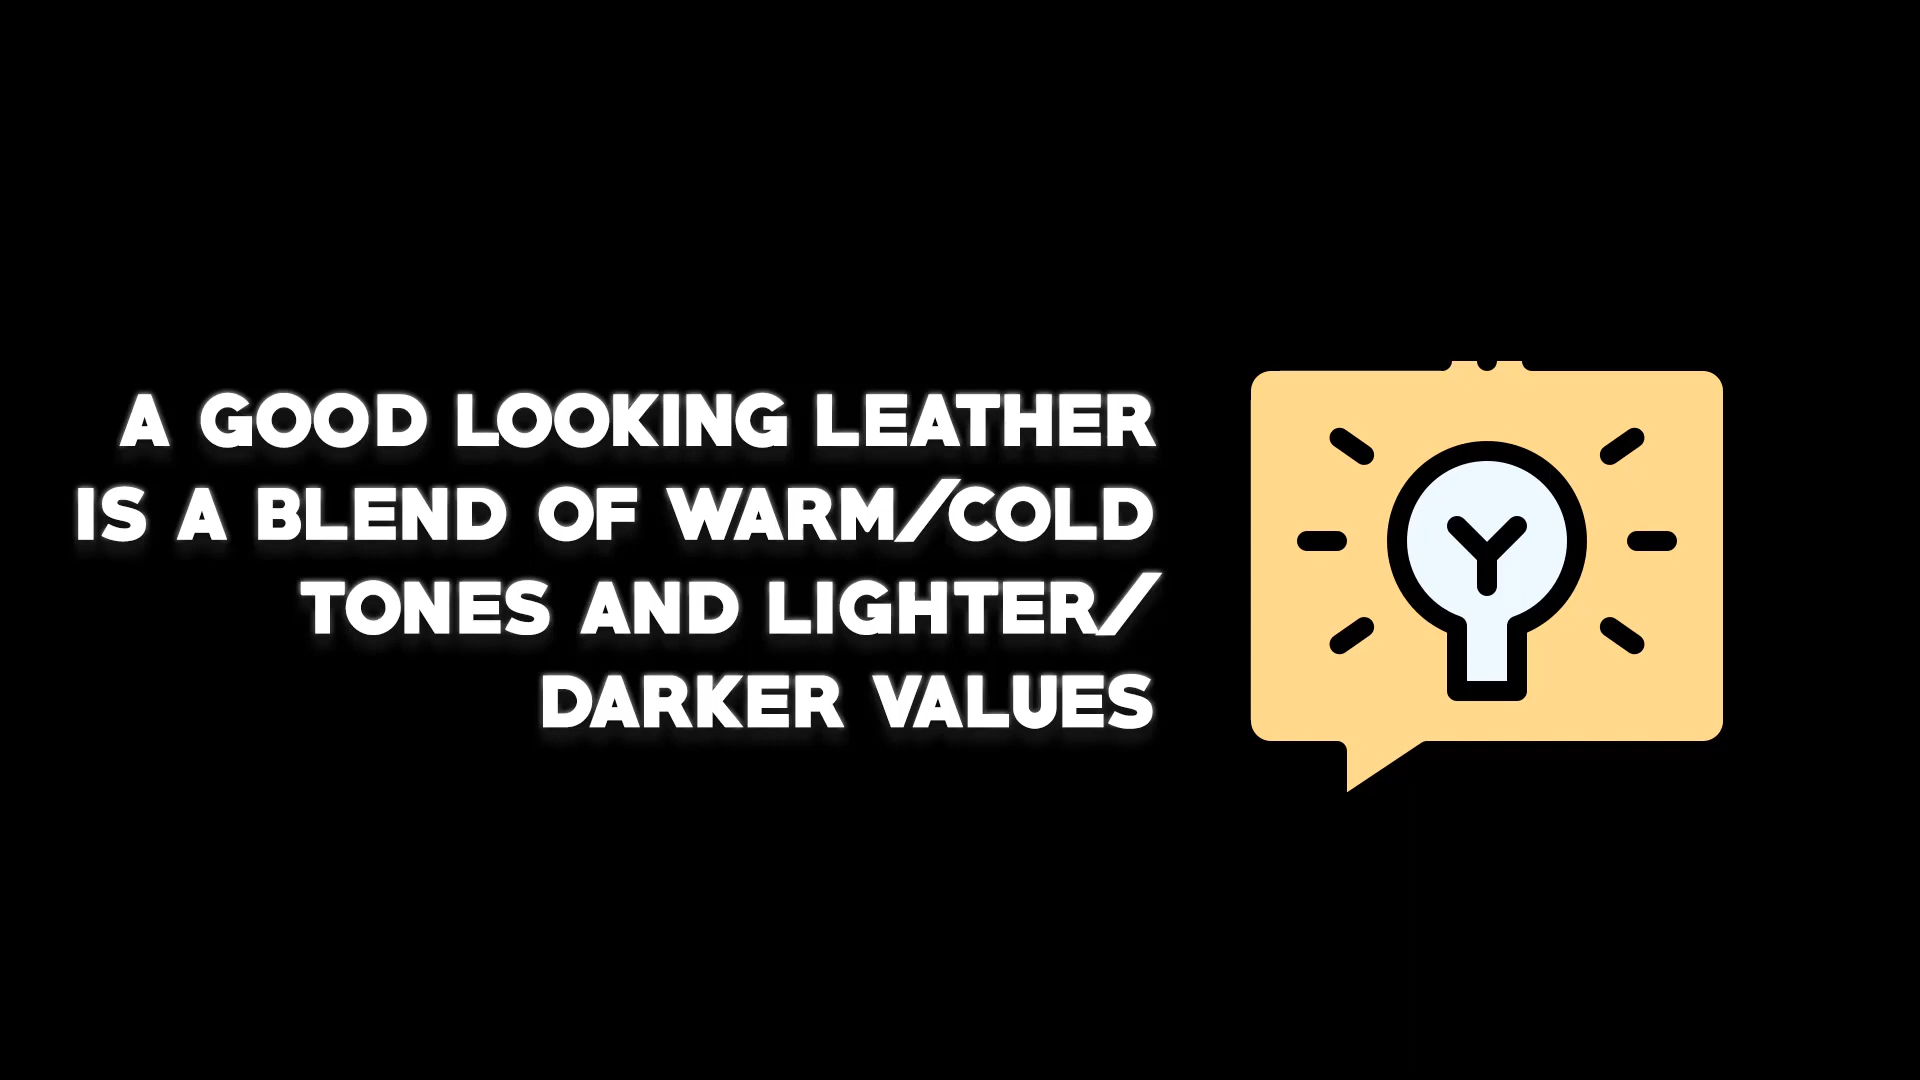 A GOOD LOOKING LEATHER
IS A BLEND OF WARM/COLD
TONES AND LIGHTER/
DARKER VALUES